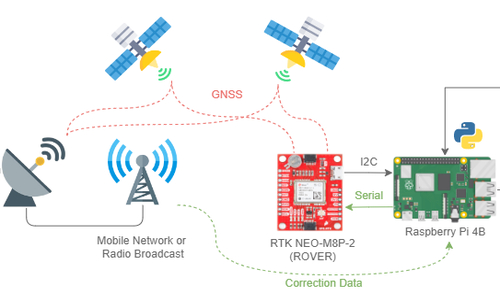 GNSS
I2C
Serial
RTK NEO-M8P-2
(ROVER)
Raspberry Pi 4B
Mobile Network or
Radio Broadcast
Correction Data